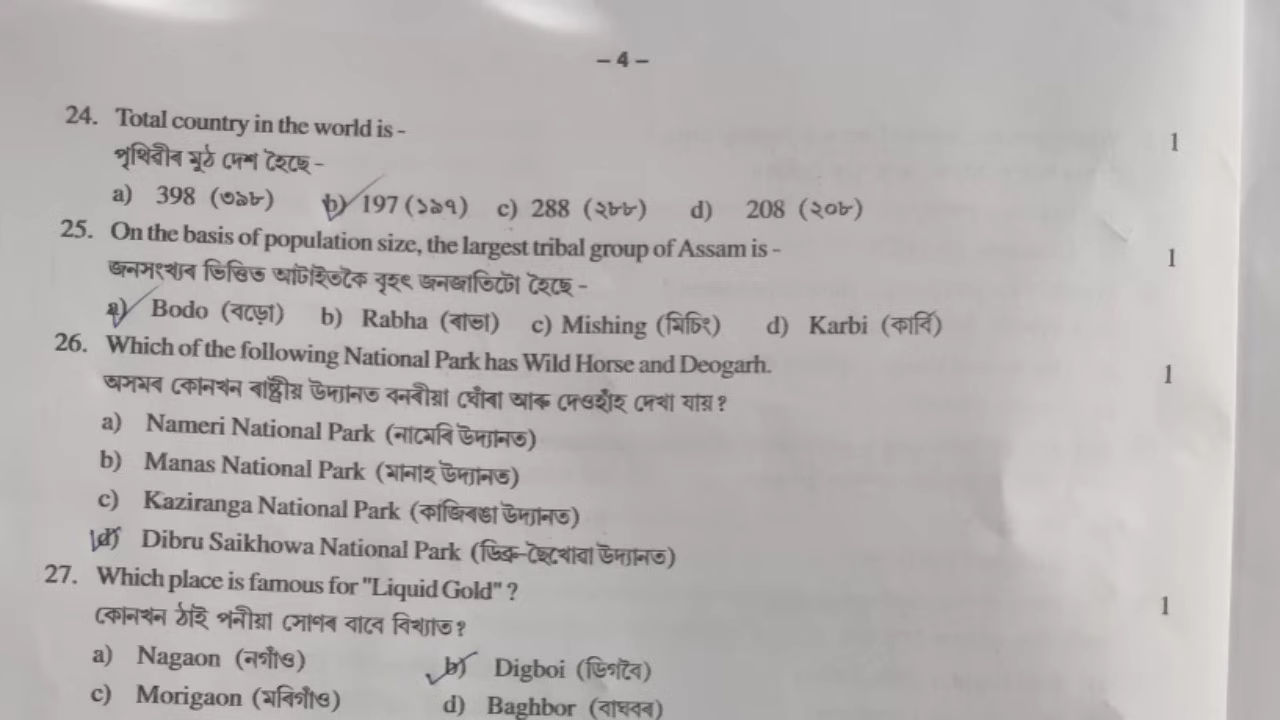 – 4 –
24. Total country in the world is - 1
পৃথিবীৰ মুঠ দেশ হৈছে -
a) 398 (৩৯৮) b) 197 (১৯৭) c) 288 (২৮৮) d) 208 (২০৮)
25. On the basis of population size, the largest tribal group of Assam is - 1
জনসংখ্যৰ ভিত্তিত আটাইতকৈ বৃহৎ জনজাতিটো হৈছে -
a) Bodo (বড়ো) b) Rabha (ৰাভা) c) Mishing (মিচিং) d) Karbi (কাৰ্বি)
26. Which of the following National Park has Wild Horse and Deogarh. 1
অসমৰ কোনখন ৰাষ্ট্ৰীয় উদ্যানত বনৰীয়া ঘোঁৰা আৰু দেওহাঁহ দেখা যায় ?
a) Nameri National Park (নামেৰি উদ্যানত)
b) Manas National Park (মানাহ উদ্যানত)
c) Kaziranga National Park (কাজিৰঙা উদ্যানত)
d) Dibru Saikhowa National Park (ডিব্ৰু-ছৈখোৱা উদ্যানত)
27. Which place is famous for "Liquid Gold" ? 1
কোনখন ঠাই পনীয়া সোণৰ বাবে বিখ্যাত ?
a) Nagaon (নগাঁও) b) Digboi (ডিগবৈ)
c) Morigaon (মৰিগাঁও) d) Baghbor (বাঘবৰ)